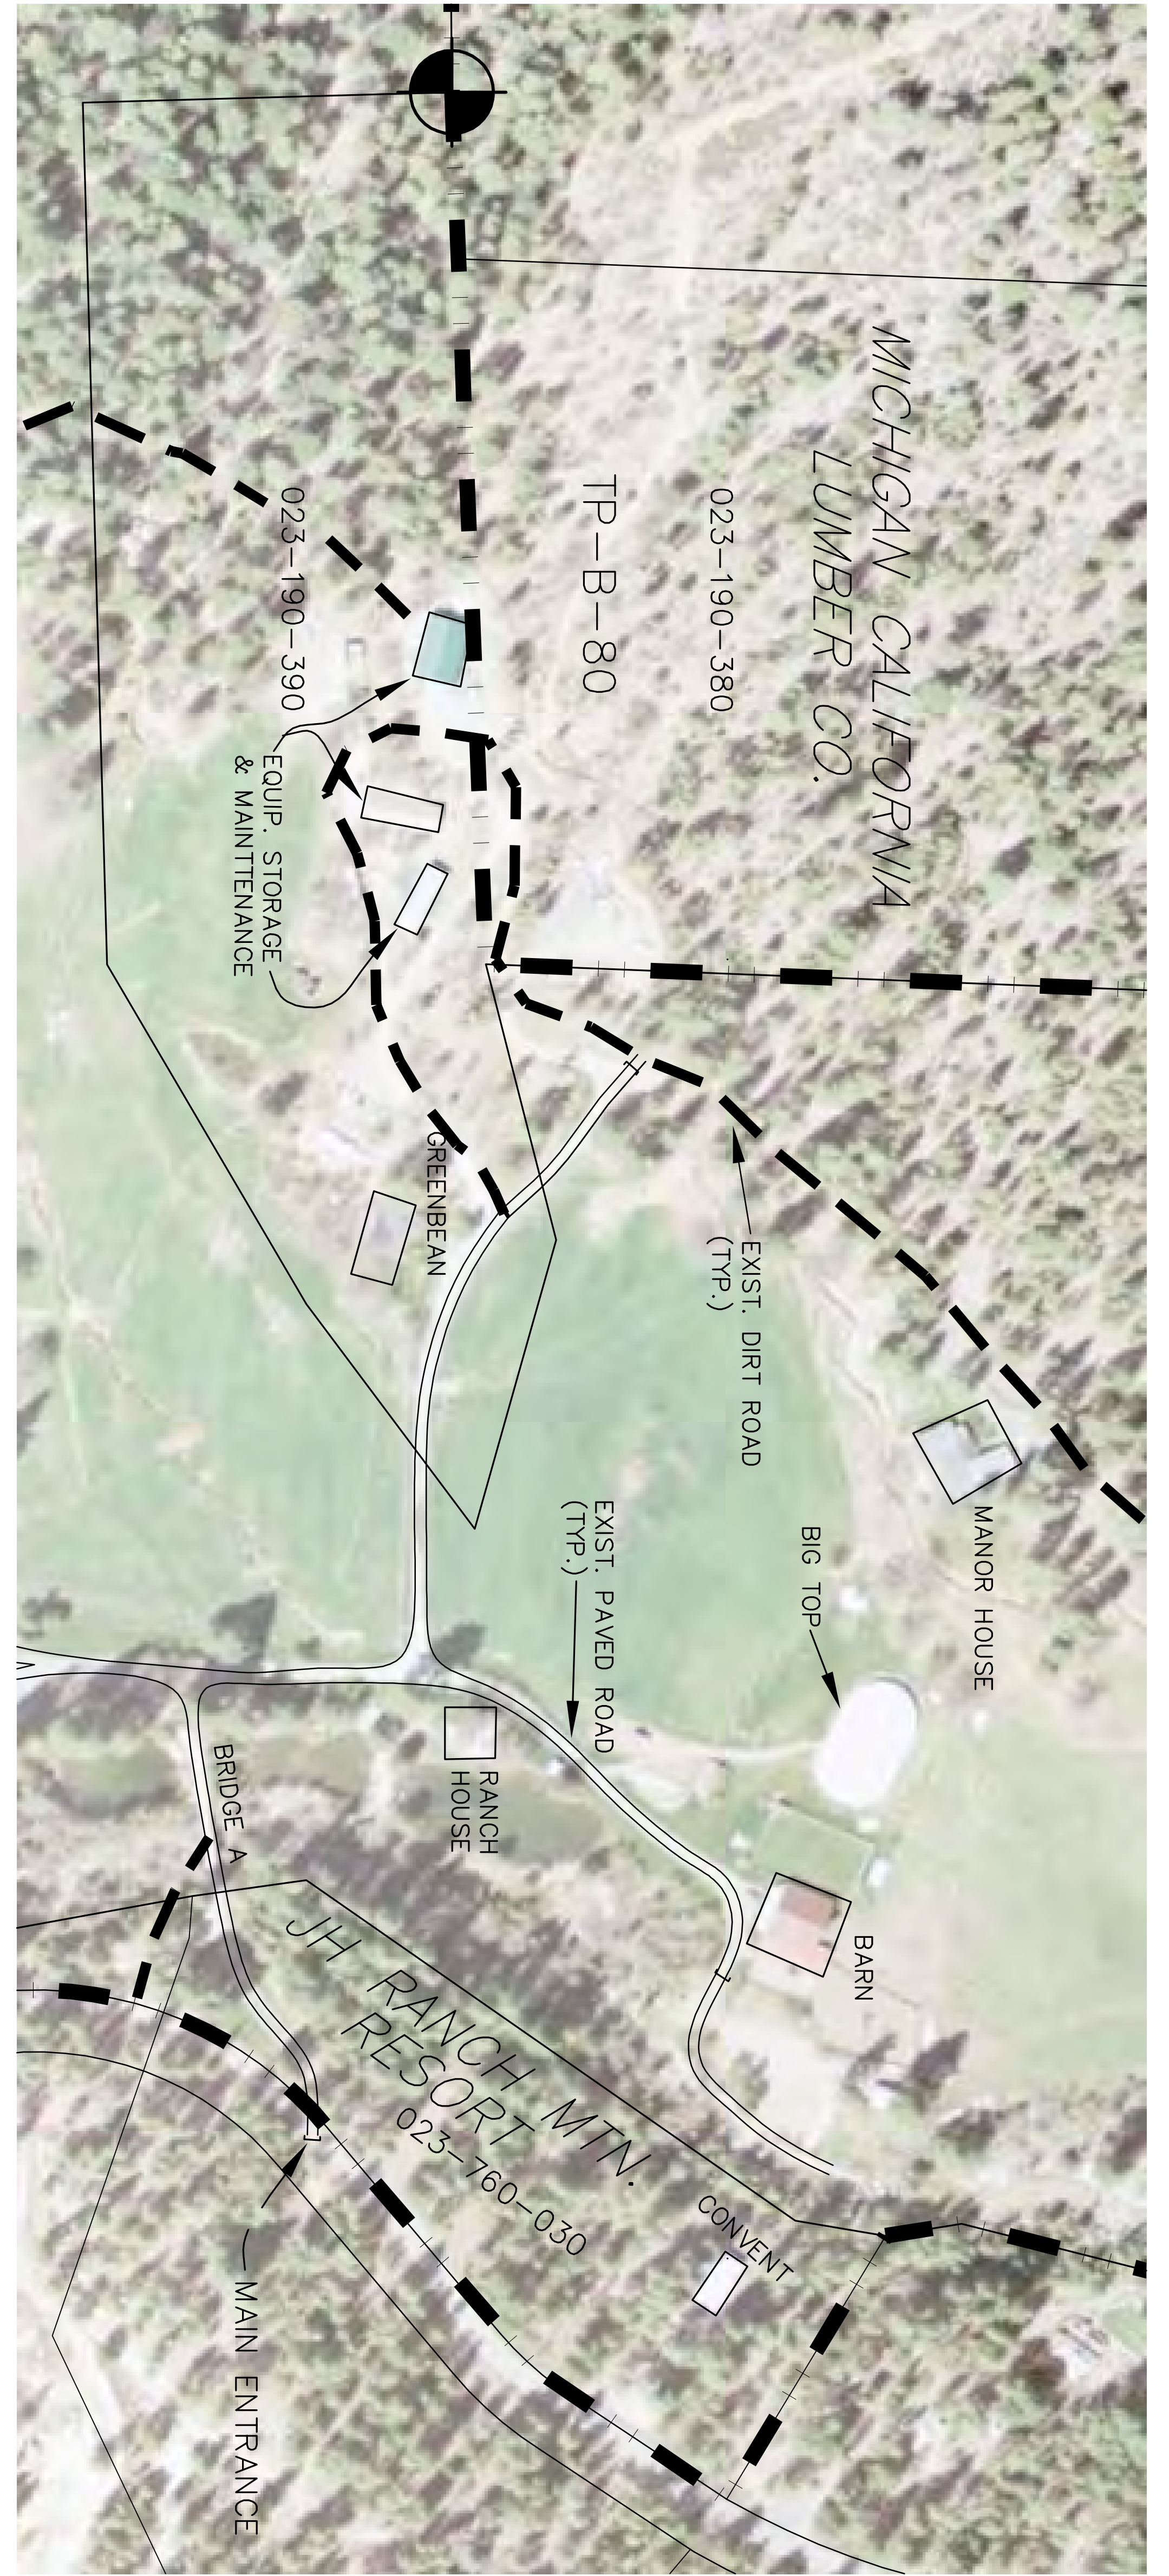 MICHIGAN CALIFORNIA
LUMBER CO.
023-190-380
TP-B-80
023-190-390
EQUIP. STORAGE
& MAINTTENANCE
GREENBEAN
EXIST. DIRT ROAD
(TYP.)
MANOR HOUSE
BIG TOP
EXIST. PAVED ROAD
(TYP.)
RANCH
HOUSE
BRIDGE A
BARN
JH RANCH MTN.
RESORT
023-760-030
CONVENT
MAIN ENTRANCE